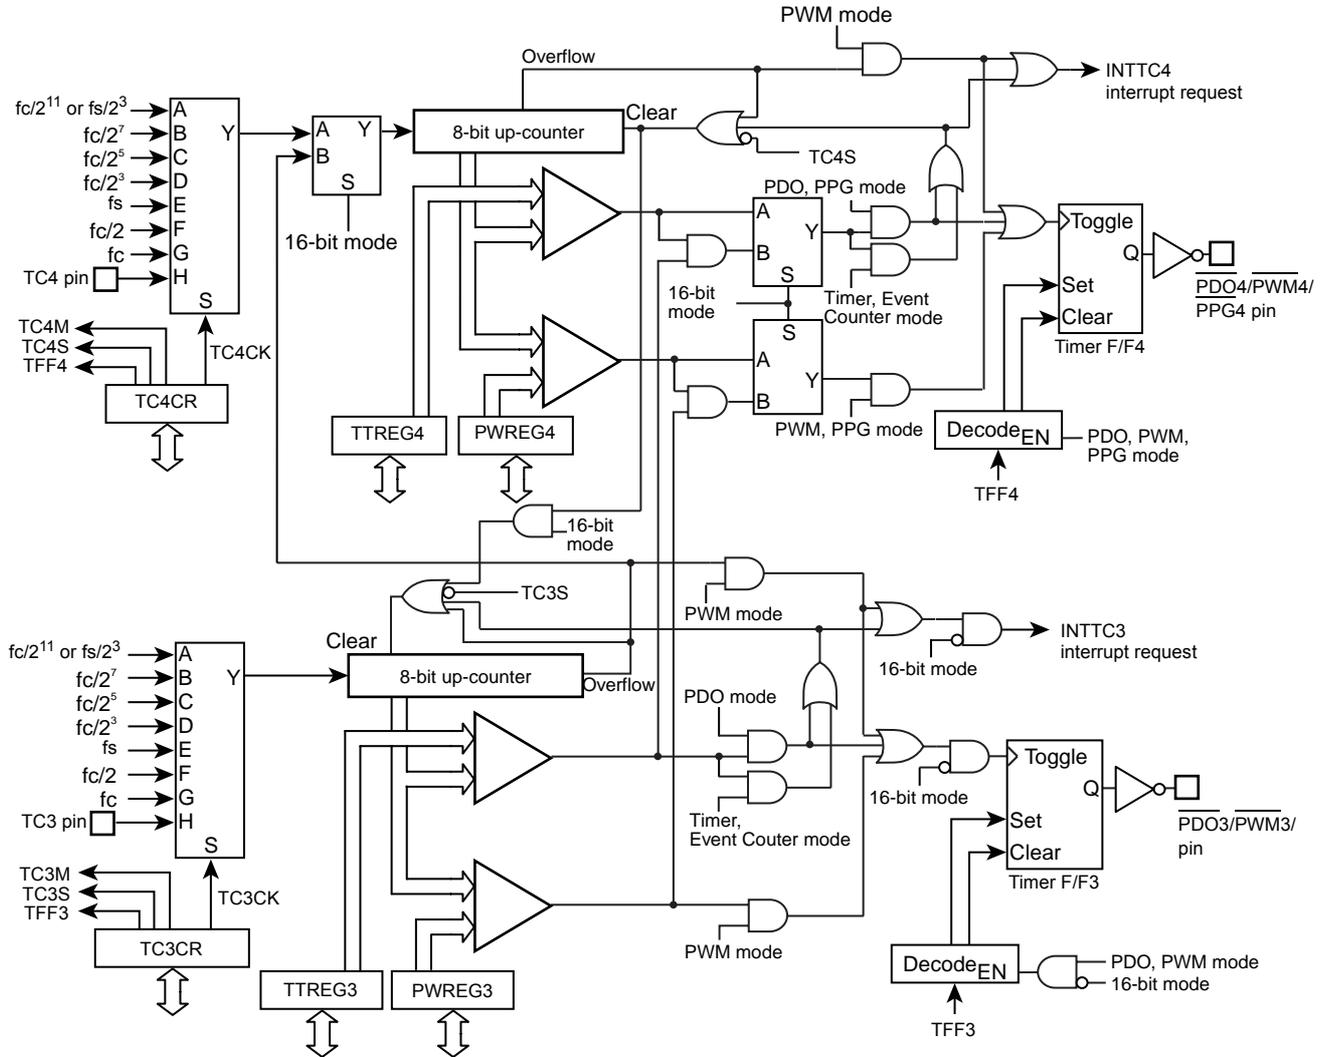 PWM mode
Overflow
INTTC4
interrupt request
fc/2¹¹ or fs/2³
A
B
C
D
E
F
G
H
Y
S
fc/2⁷
fc/2⁵
fc/2³
fs
fc/2
fc
TC4 pin
A
B
Y
S
16-bit mode
8-bit up-counter
Clear
TC4S
PDO, PPG mode
A
B
Y
S
16-bit
mode
Timer, Event
Counter mode
S
A
B
Y
PWM, PPG mode
Toggle
Q
Set
Clear
Timer F/F4
PDO4/PWM4/
PPG4 pin
TC4M
TC4S
TFF4
TC4CK
TC4CR
TTREG4
PWREG4
Decode
EN
PDO, PWM,
PPG mode
TFF4
16-bit
mode
TC3S
PWM mode
INTTC3
interrupt request
16-bit mode
Clear
8-bit up-counter
Overflow
fc/2¹¹ or fs/2³
fc/2⁷
fc/2⁵
fc/2³
fs
fc/2
fc
TC3 pin
A
B
C
D
E
F
G
H
Y
S
PDO mode
Timer,
Event Couter mode
16-bit mode
Toggle
Q
Set
Clear
Timer F/F3
PDO3/PWM3/
pin
TC3M
TC3S
TFF3
TC3CK
TC3CR
TTREG3
PWREG3
PWM mode
Decode
EN
PDO, PWM mode
16-bit mode
TFF3